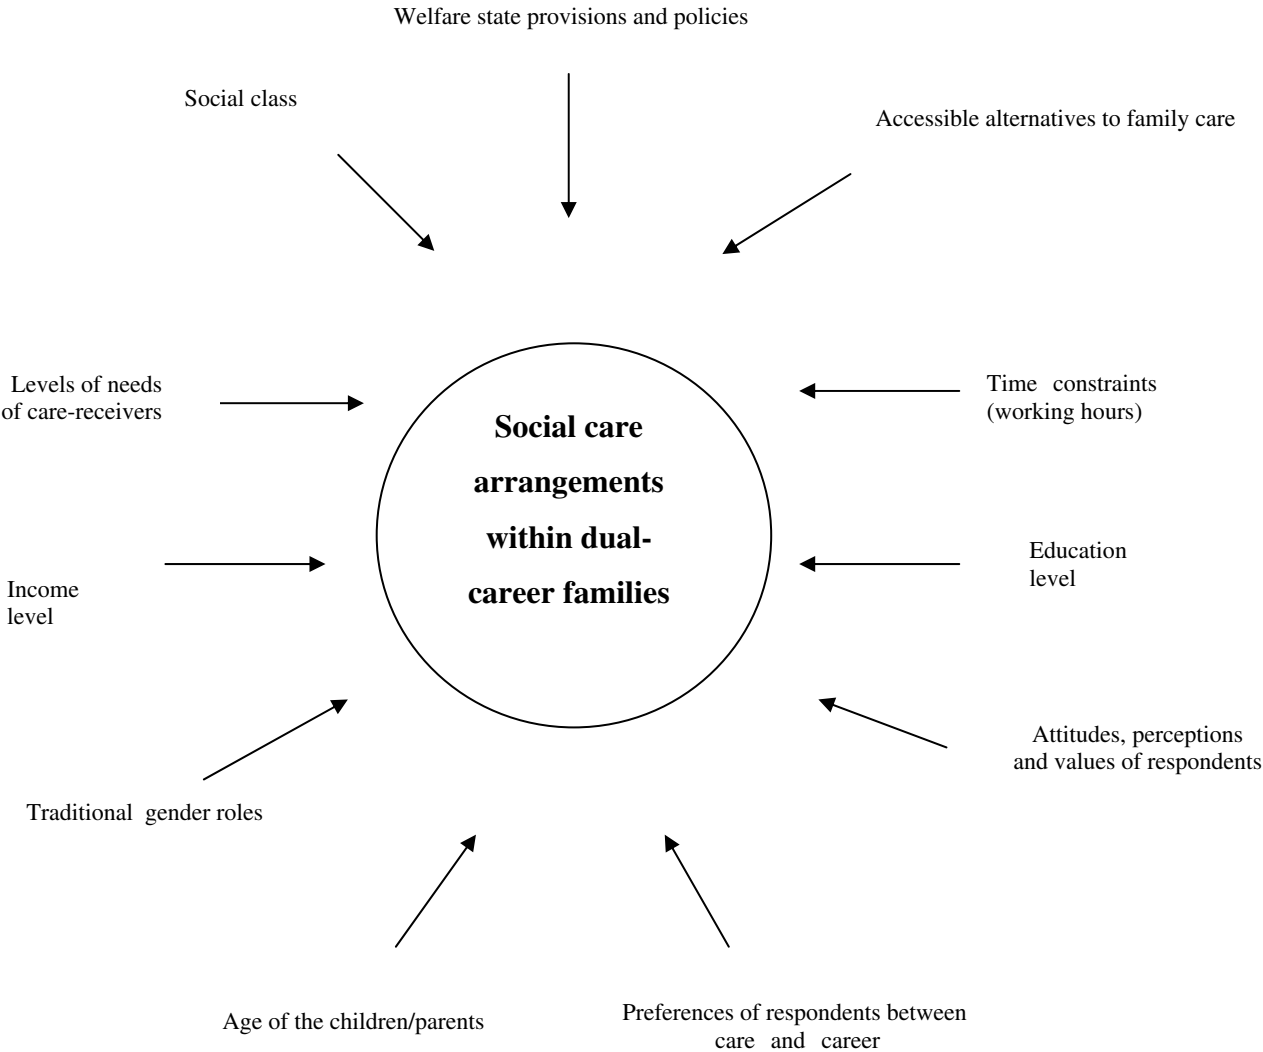 Welfare state provisions and policies
Social class
Accessible alternatives to family care
Levels of needs
of care-receivers
Time constraints
(working hours)
Social care
arrangements
within dual-
career families
Income
level
Education
level
Attitudes, perceptions
and values of respondents
Traditional gender roles
Age of the children/parents
Preferences of respondents between
care and career